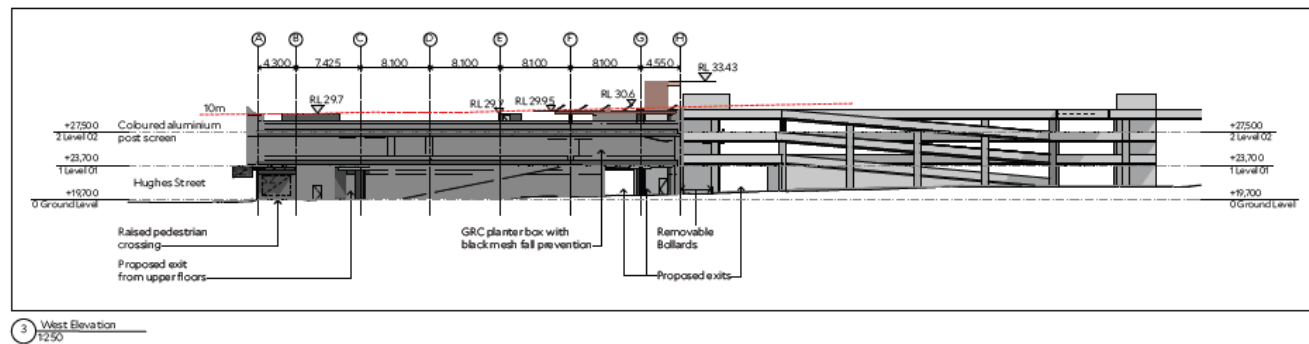 A B C D E F G H
4.300 7.425 8.100 8.100 8.100 8.100 4.550
RL 33.43
10m
RL 29.7
RL 29.7
RL 29.95
RL 30.6
+27,500
2 Level 02
Coloured aluminium
post screen
+27,500
2 Level 02
+23,700
1 Level 01
+23,700
1 Level 01
Hughes Street
+19,700
0 Ground Level
+19,700
0 Ground Level
Raised pedestrian
crossing
GRC planter box with
black mesh fall prevention
Removable
Bollards
Proposed exit
from upper floors
Proposed exits
3 West Elevation
1:250